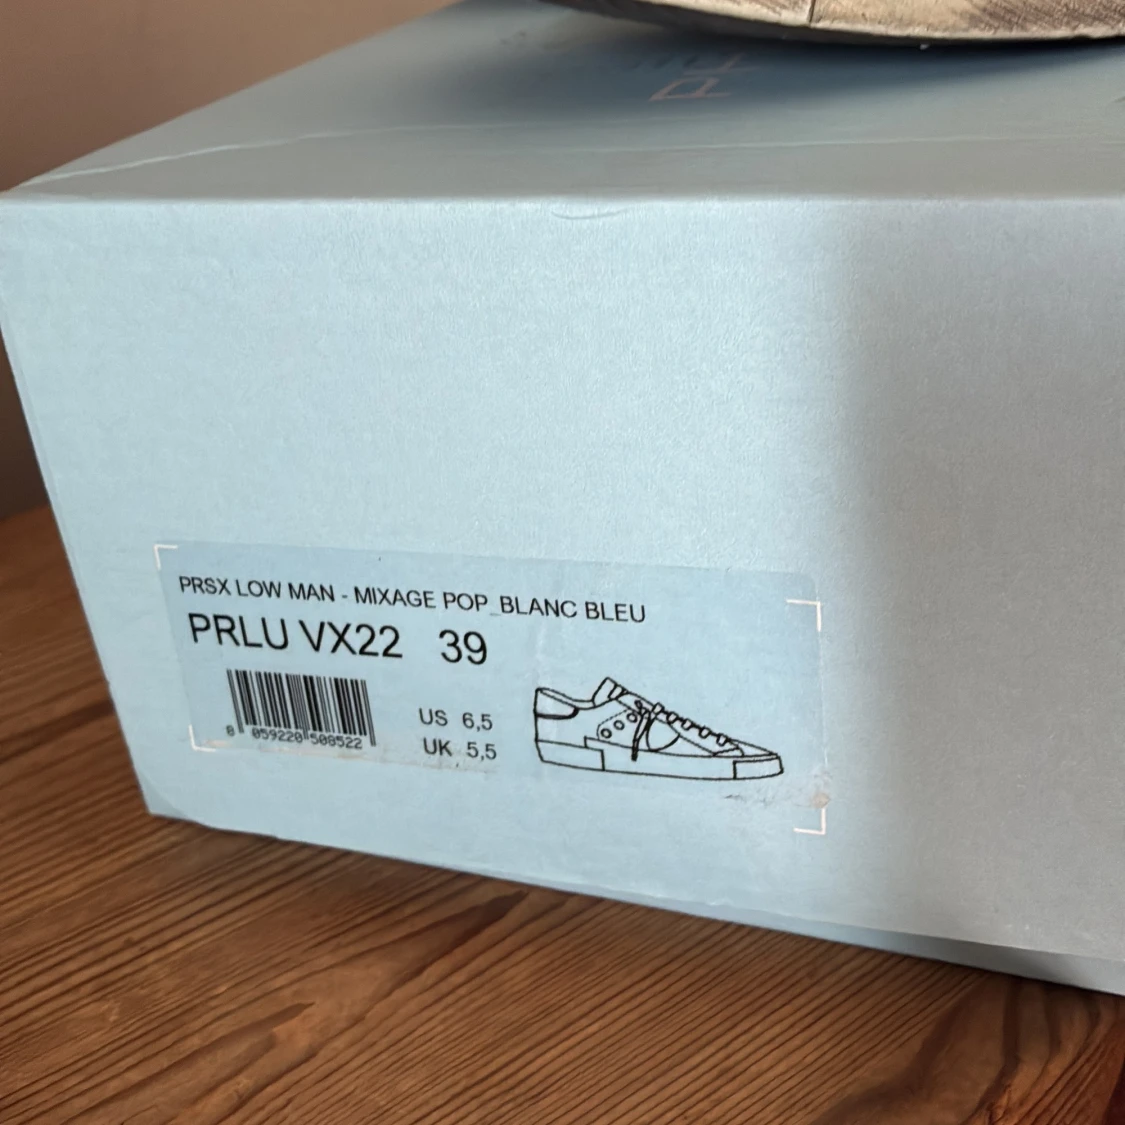 PRSX LOW MAN - MIXAGE POP_BLANC BLEU
PRLU VX22 39
8 059220 508522
US 6,5
UK 5,5